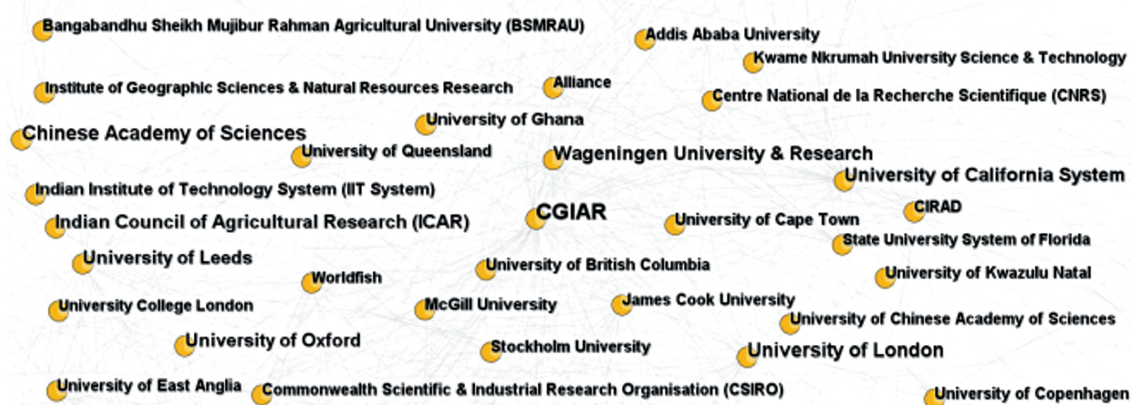 Bangabandhu Sheikh Mujibur Rahman Agricultural University (BSMRAU)
Addis Ababa University
Kwame Nkrumah University Science & Technology
Institute of Geographic Sciences & Natural Resources Research
Alliance
Centre National de la Recherche Scientifique (CNRS)
University of Ghana
Chinese Academy of Sciences
University of Queensland
Wageningen University & Research
University of California System
Indian Institute of Technology System (IIT System)
CIRAD
CGIAR
Indian Council of Agricultural Research (ICAR)
University of Cape Town
State University System of Florida
University of Leeds
University of British Columbia
University of Kwazulu Natal
Worldfish
University College London
McGill University
James Cook University
University of Chinese Academy of Sciences
University of Oxford
Stockholm University
University of London
University of East Anglia
Commonwealth Scientific & Industrial Research Organisation (CSIRO)
University of Copenhagen